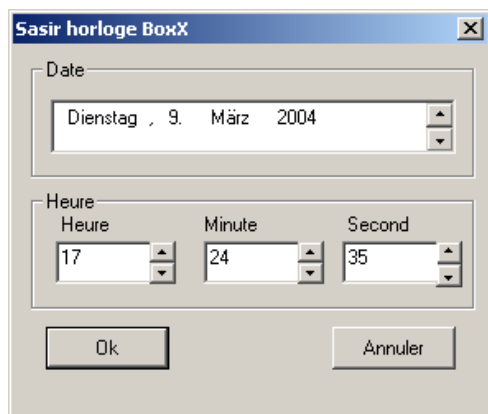 Sasir horloge BoxX
Date
Dienstag , 9. März 2004
Heure
Heure Minute Second
17 24 35
Ok Annuler